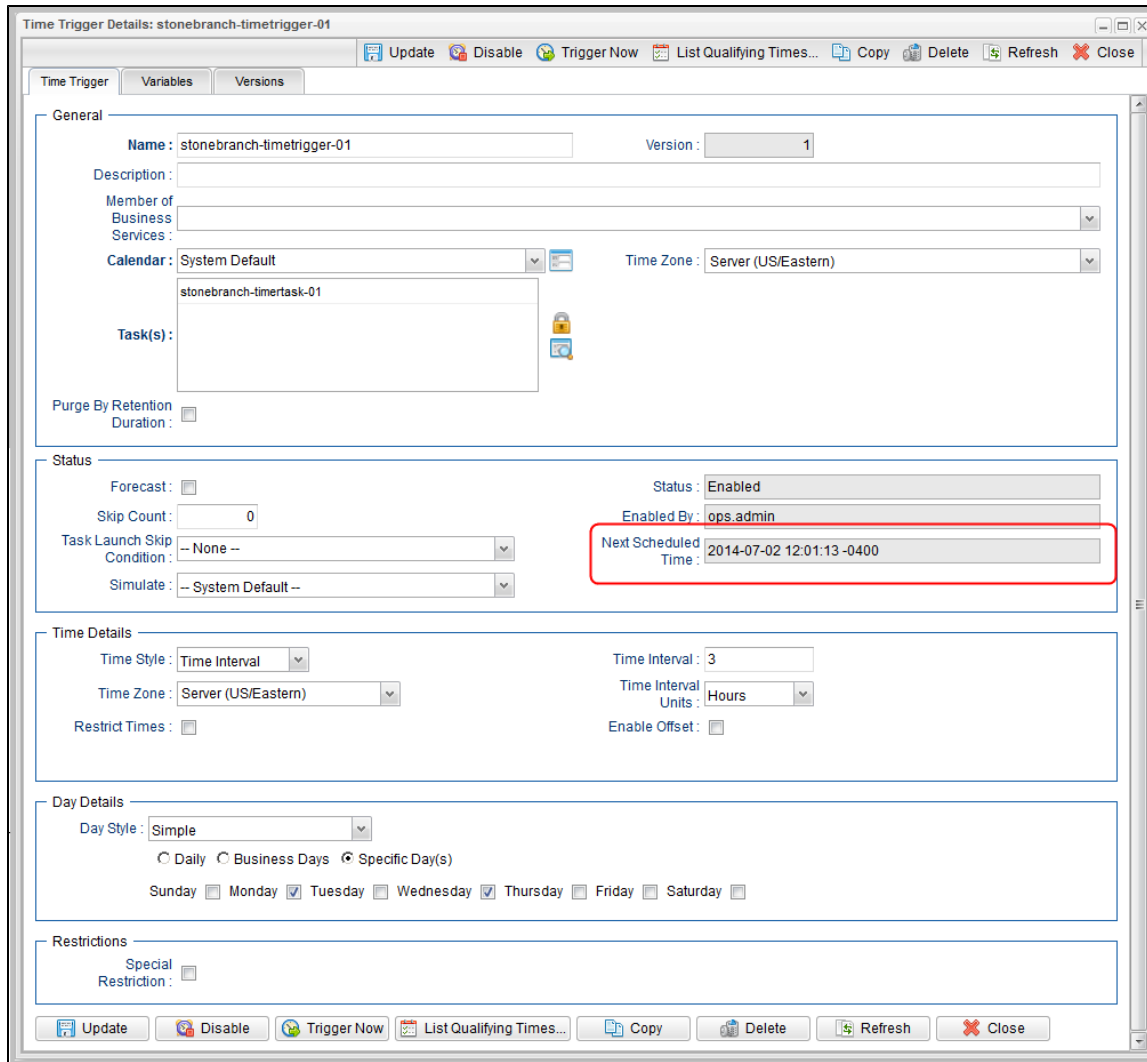 Time Trigger Details: stonebranch-timetrigger-01
Update Disable Trigger Now List Qualifying Times... Copy Delete Refresh Close
Time Trigger Variables Versions
General
Name : stonebranch-timetrigger-01 Version : 1
Description :
Member of
Business
Services :
Calendar : System Default Time Zone : Server (US/Eastern)
stonebranch-timertask-01
Task(s) :
Purge By Retention
Duration :
Status
Forecast : Status : Enabled
Skip Count : 0 Enabled By : ops.admin
Task Launch Skip
Condition : -- None --
Next Scheduled
Time : 2014-07-02 12:01:13 -0400
Simulate : -- System Default --
Time Details
Time Style : Time Interval Time Interval : 3
Time Zone : Server (US/Eastern)
Time Interval
Units : Hours
Restrict Times : Enable Offset :
Day Details
Day Style : Simple
Daily Business Days Specific Day(s)
Sunday Monday Tuesday Wednesday Thursday Friday Saturday
Restrictions
Special
Restriction :
Update Disable Trigger Now List Qualifying Times... Copy Delete Refresh Close